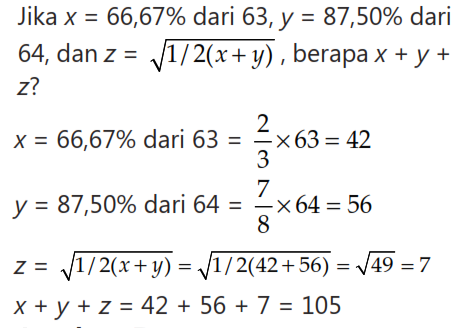 Jika x = 66,67% dari 63, y = 87,50% dari
64, dan z = √1/2(x+y) , berapa x + y +
z?
x = 66,67% dari 63 = 2/3 ×63 = 42
y = 87,50% dari 64 = 7/8 ×64 = 56
z = √1/2(x+y) = √1/2(42+56) = √49 = 7
x + y + z = 42 + 56 + 7 = 105